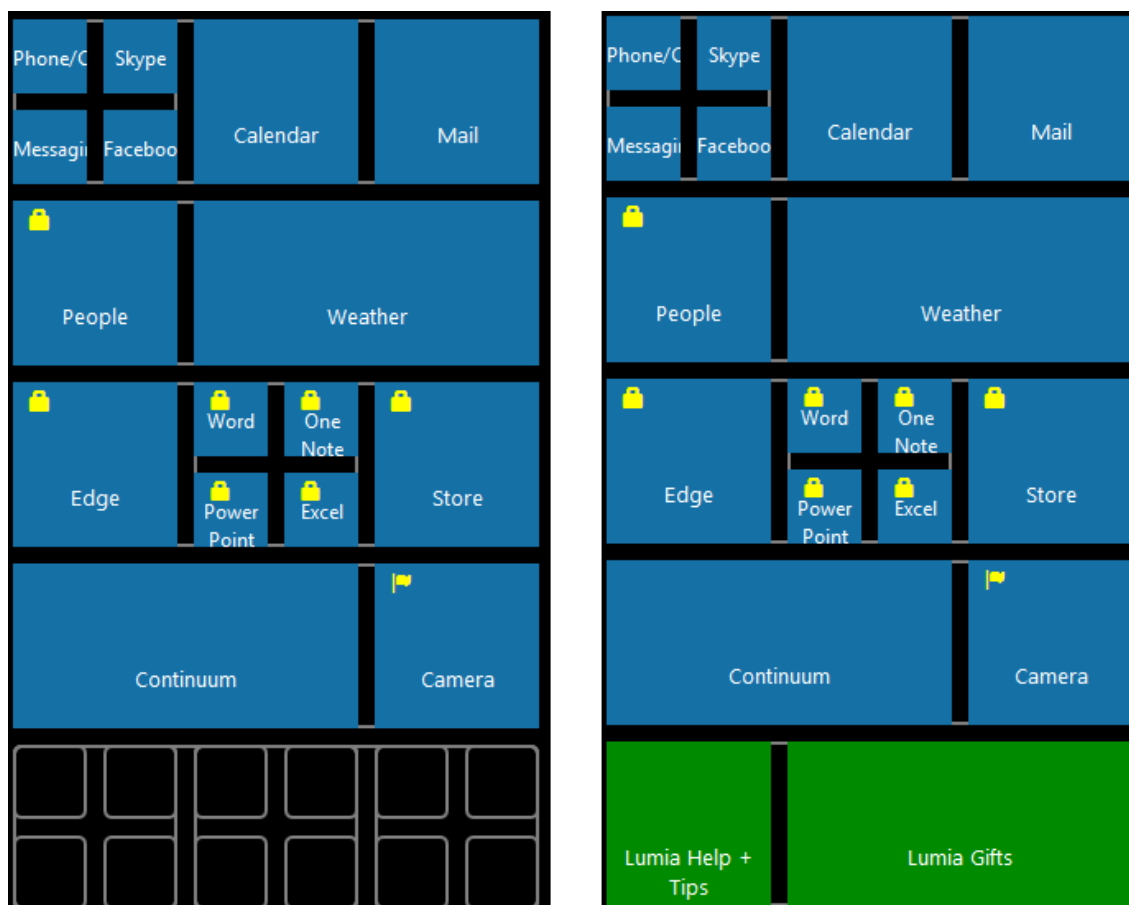 Phone/C Skype
Messagin Faceboo
Calendar
Mail
People
Weather
Edge
Word
One
Note
Power
Point
Excel
Store
Continuum
Camera
Phone/C Skype
Messagin Faceboo
Calendar
Mail
People
Weather
Edge
Word
One
Note
Power
Point
Excel
Store
Continuum
Camera
Lumia Help +
Tips
Lumia Gifts